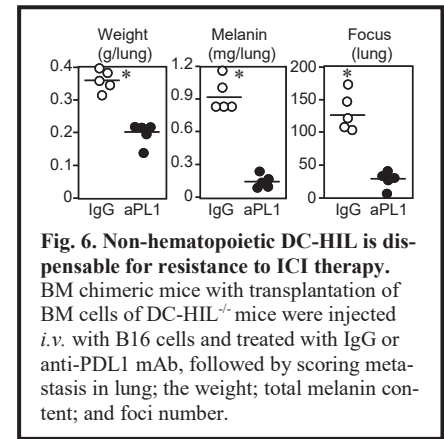 Weight
(g/lung)
Melanin
(mg/lung)
Focus
(lung)
0.4
0.3
0.2
0.1
0
*
IgG aPL1
1.2
0.9
0.6
0.3
0
*
IgG aPL1
200
150
100
50
0
*
IgG aPL1
Fig. 6. Non-hematopoietic DC-HIL is dis-
pensable for resistance to ICI therapy.
BM chimeric mice with transplantation of
BM cells of DC-HIL-/- mice were injected
i.v. with B16 cells and treated with IgG or
anti-PDL1 mAb, followed by scoring meta-
stasis in lung; the weight; total melanin con-
tent; and foci number.